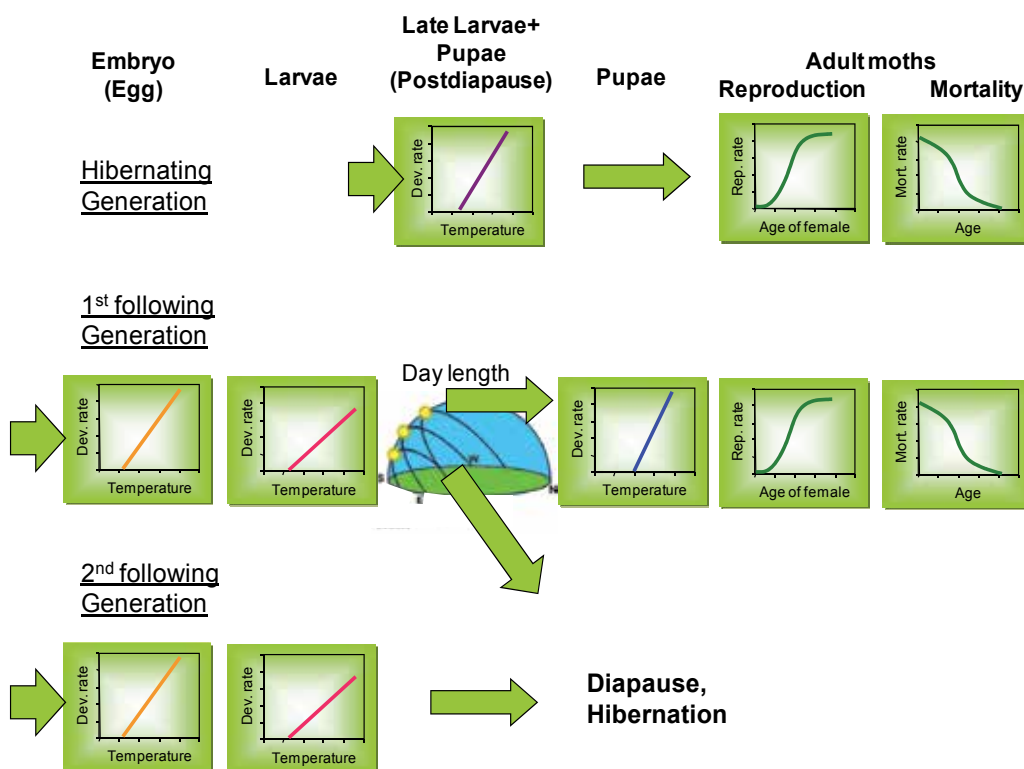 Embryo
(Egg)
Larvae
Late Larvae+
Pupae
(Postdiapause)
Pupae
Adult moths
Reproduction Mortality
Hibernating
Generation
Dev. rate
Temperature
Rep. rate
Age of female
Mort. rate
Age
1st following
Generation
Dev. rate
Temperature
Dev. rate
Temperature
Day length
W
S
E
N
Dev. rate
Temperature
Rep. rate
Age of female
Mort. rate
Age
2nd following
Generation
Dev. rate
Temperature
Dev. rate
Temperature
Diapause,
Hibernation